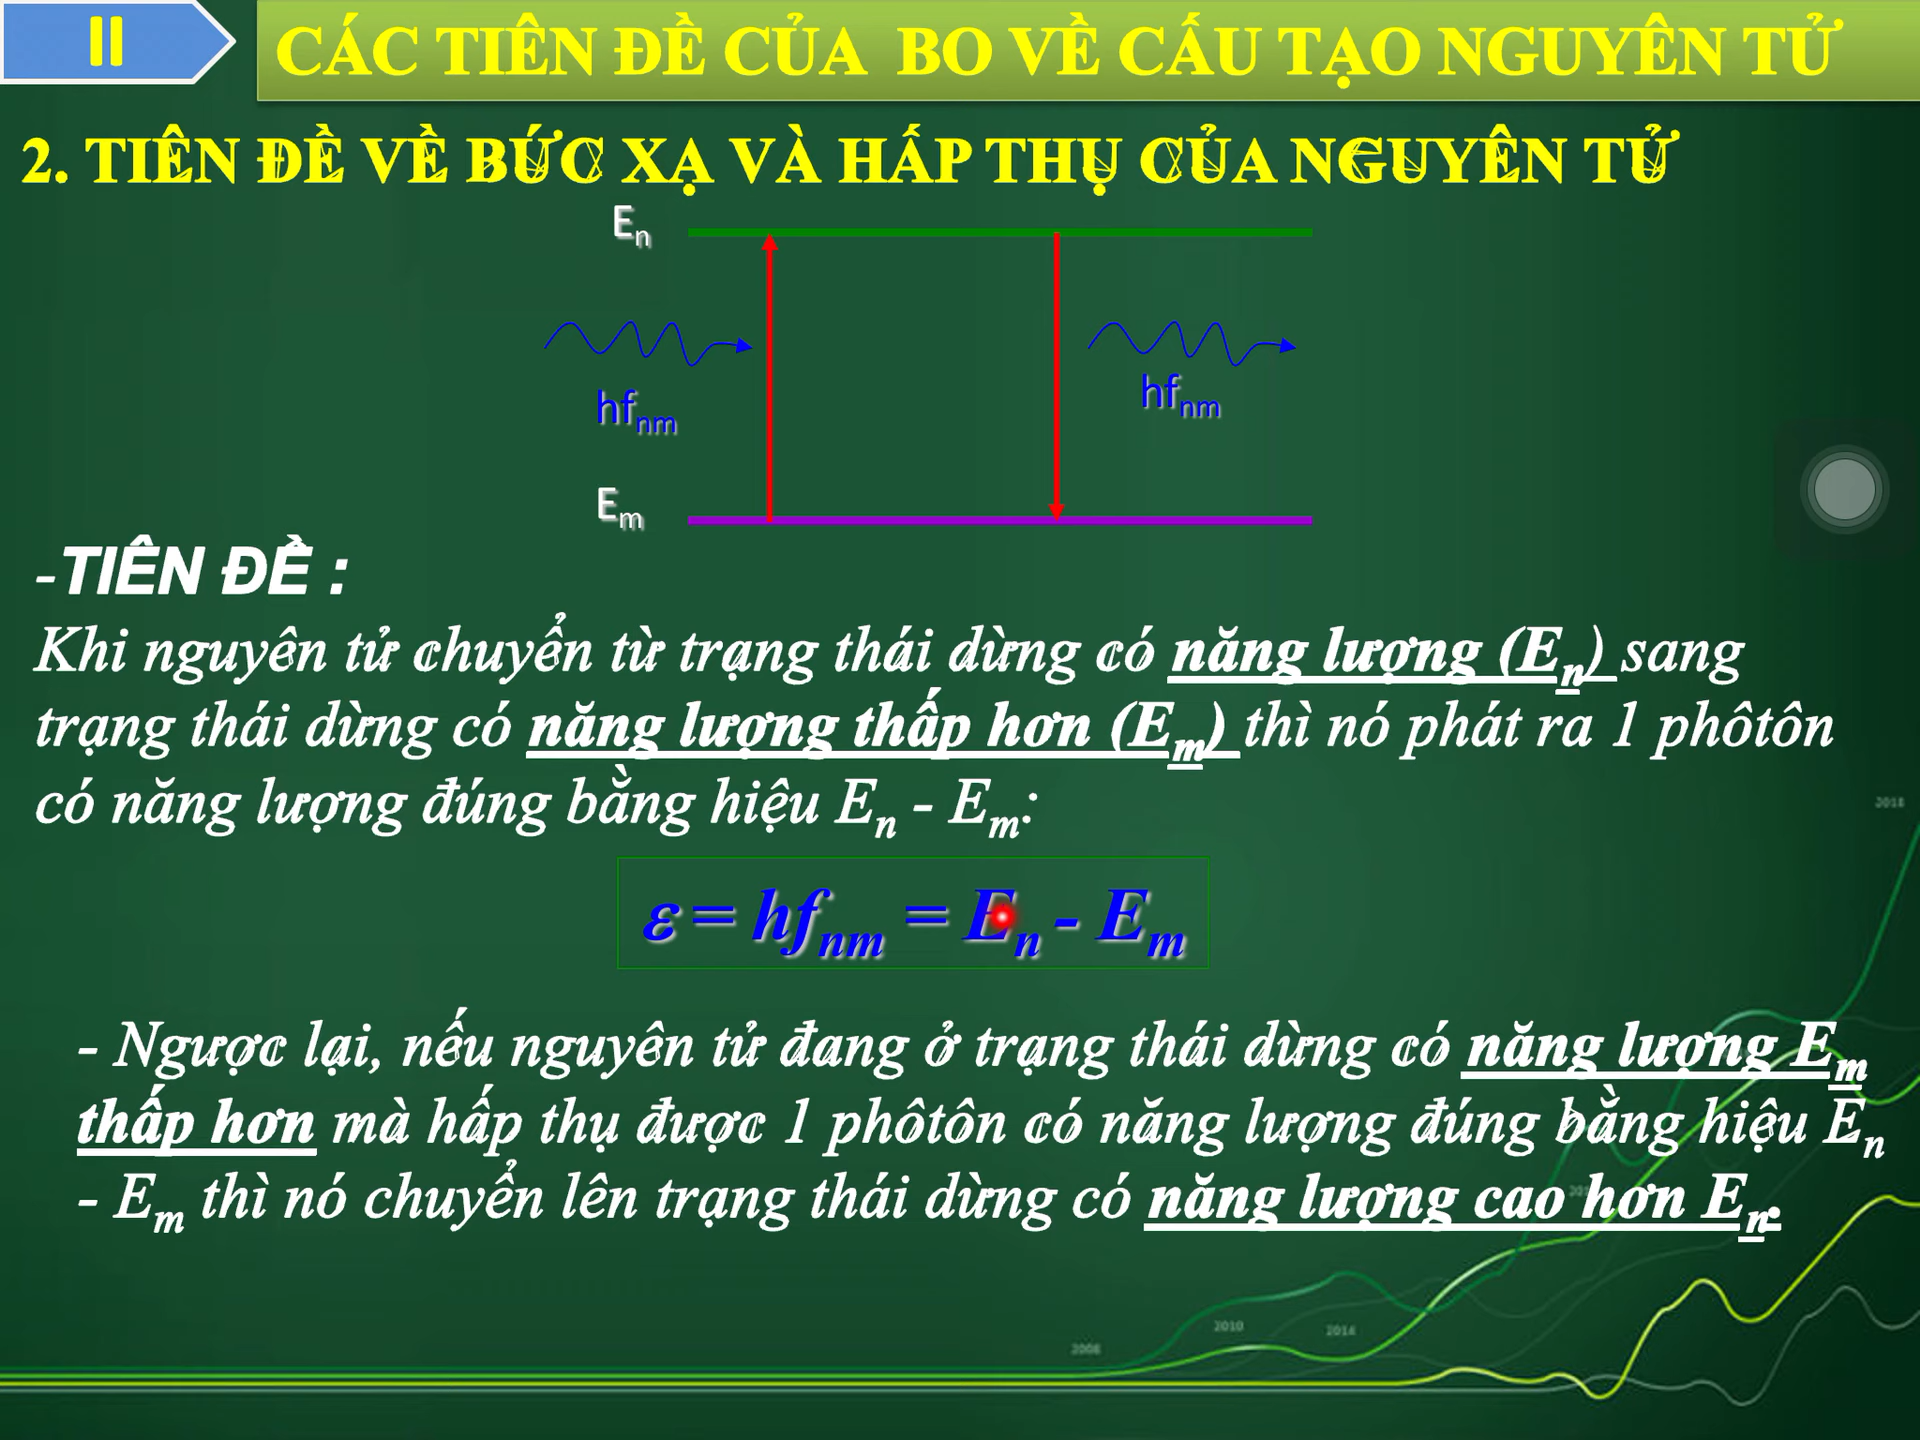 II
CÁC TIÊN ĐỀ CỦA BO VỀ CẤU TẠO NGUYÊN TỬ
2. TIÊN ĐỀ VỀ BỨC XẠ VÀ HẤP THỤ CỦA NGUYÊN TỬ
En
hfnm
hfnm
Em
-TIÊN ĐỀ :
Khi nguyên tử chuyển từ trạng thái dừng có năng lượng (En) sang
trạng thái dừng có năng lượng thấp hơn (Em) thì nó phát ra 1 phôtôn
có năng lượng đúng bằng hiệu En - Em:
ε = hfnm = En - Em
- Ngược lại, nếu nguyên tử đang ở trạng thái dừng có năng lượng Em
thấp hơn mà hấp thụ được 1 phôtôn có năng lượng đúng bằng hiệu En
- Em thì nó chuyển lên trạng thái dừng có năng lượng cao hơn En.
2018
2010
2014
2008